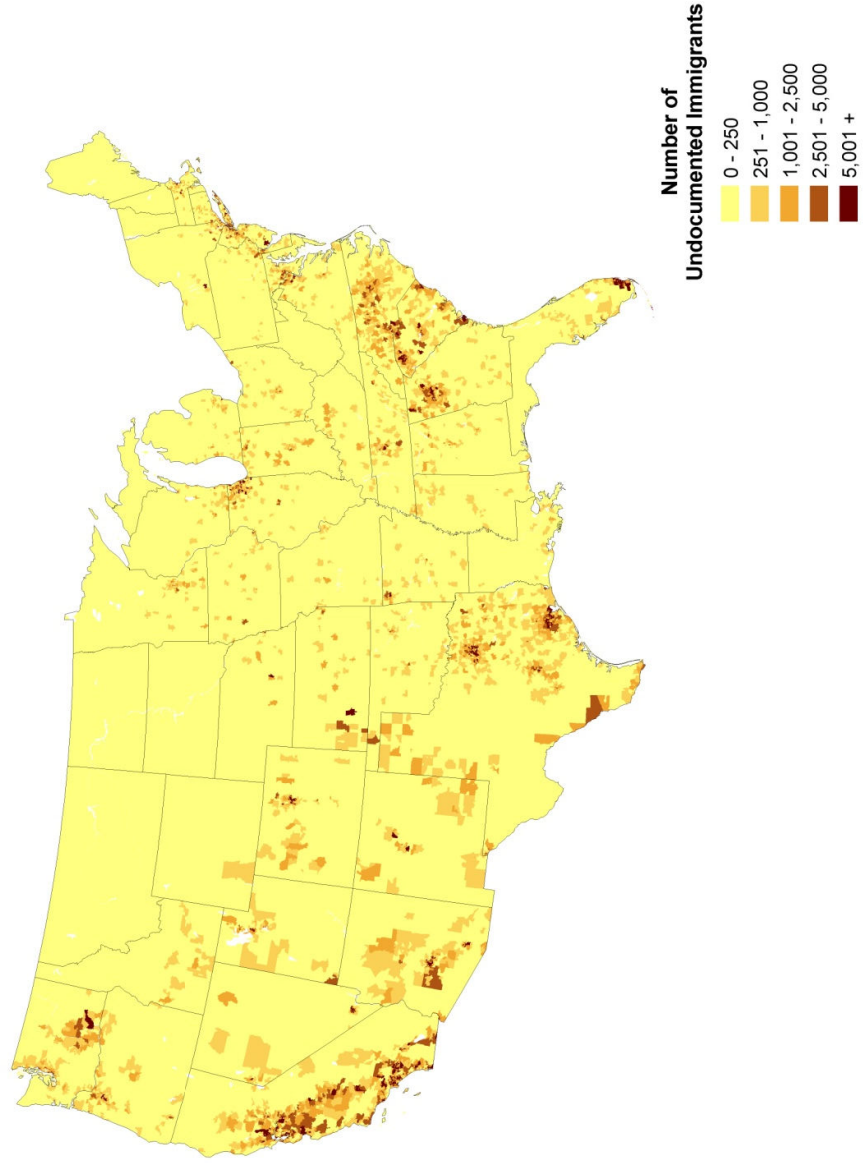 Number of
Undocumented Immigrants
0 - 250
251 - 1,000
1,001 - 2,500
2,501 - 5,000
5,001 +